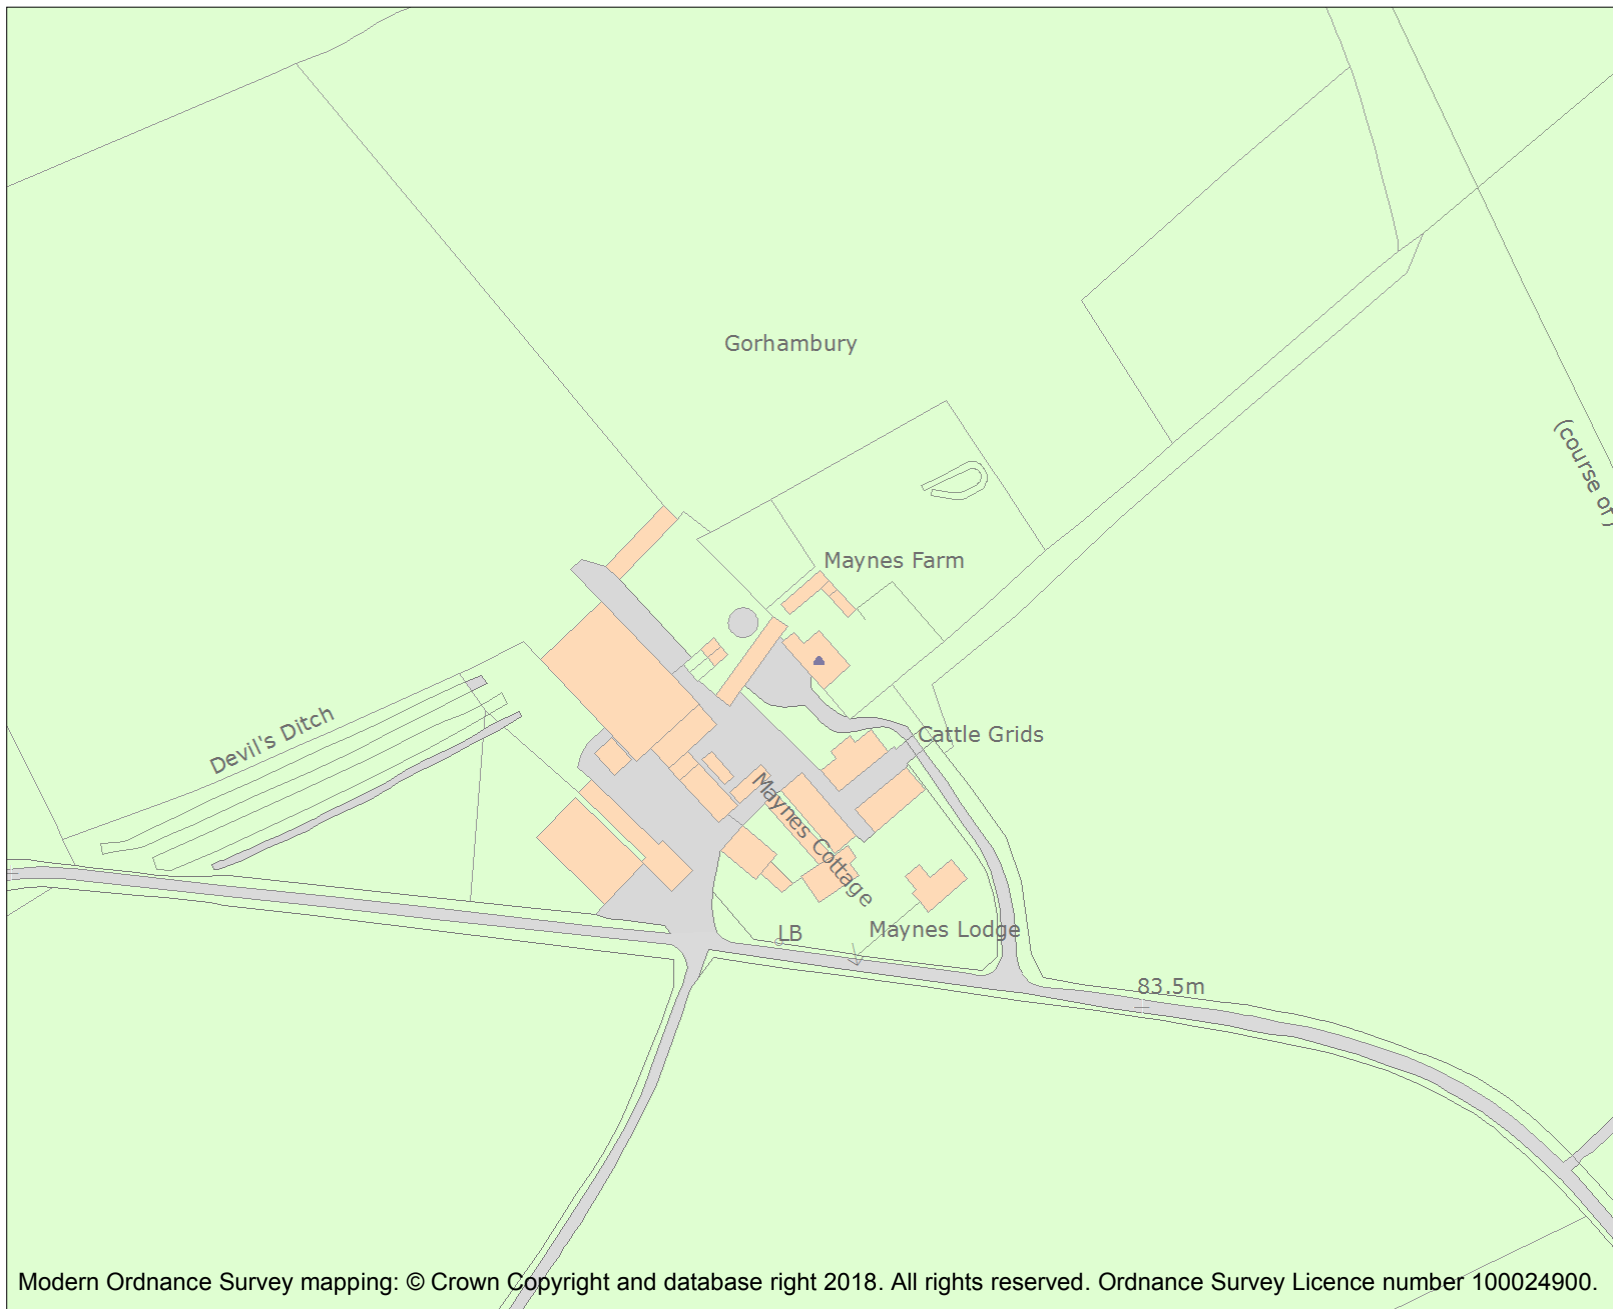 Gorhambury
(course of)
Maynes Farm
Devil's Ditch
Cattle Grids
Maynes Cottage
LB
Maynes Lodge
83.5m
Modern Ordnance Survey mapping: © Crown Copyright and database right 2018. All rights reserved. Ordnance Survey Licence number 100024900.